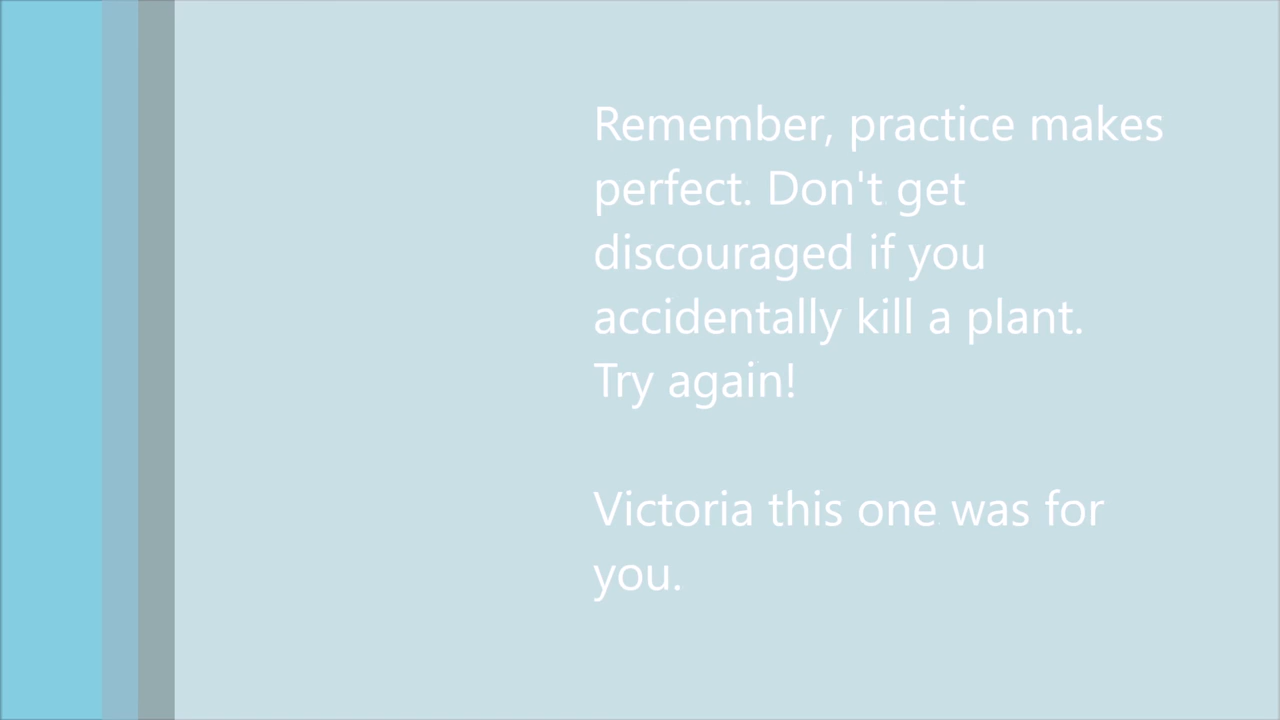 Remember, practice makes
perfect. Don't get
discouraged if you
accidentally kill a plant.
Try again!
Victoria this one was for
you.